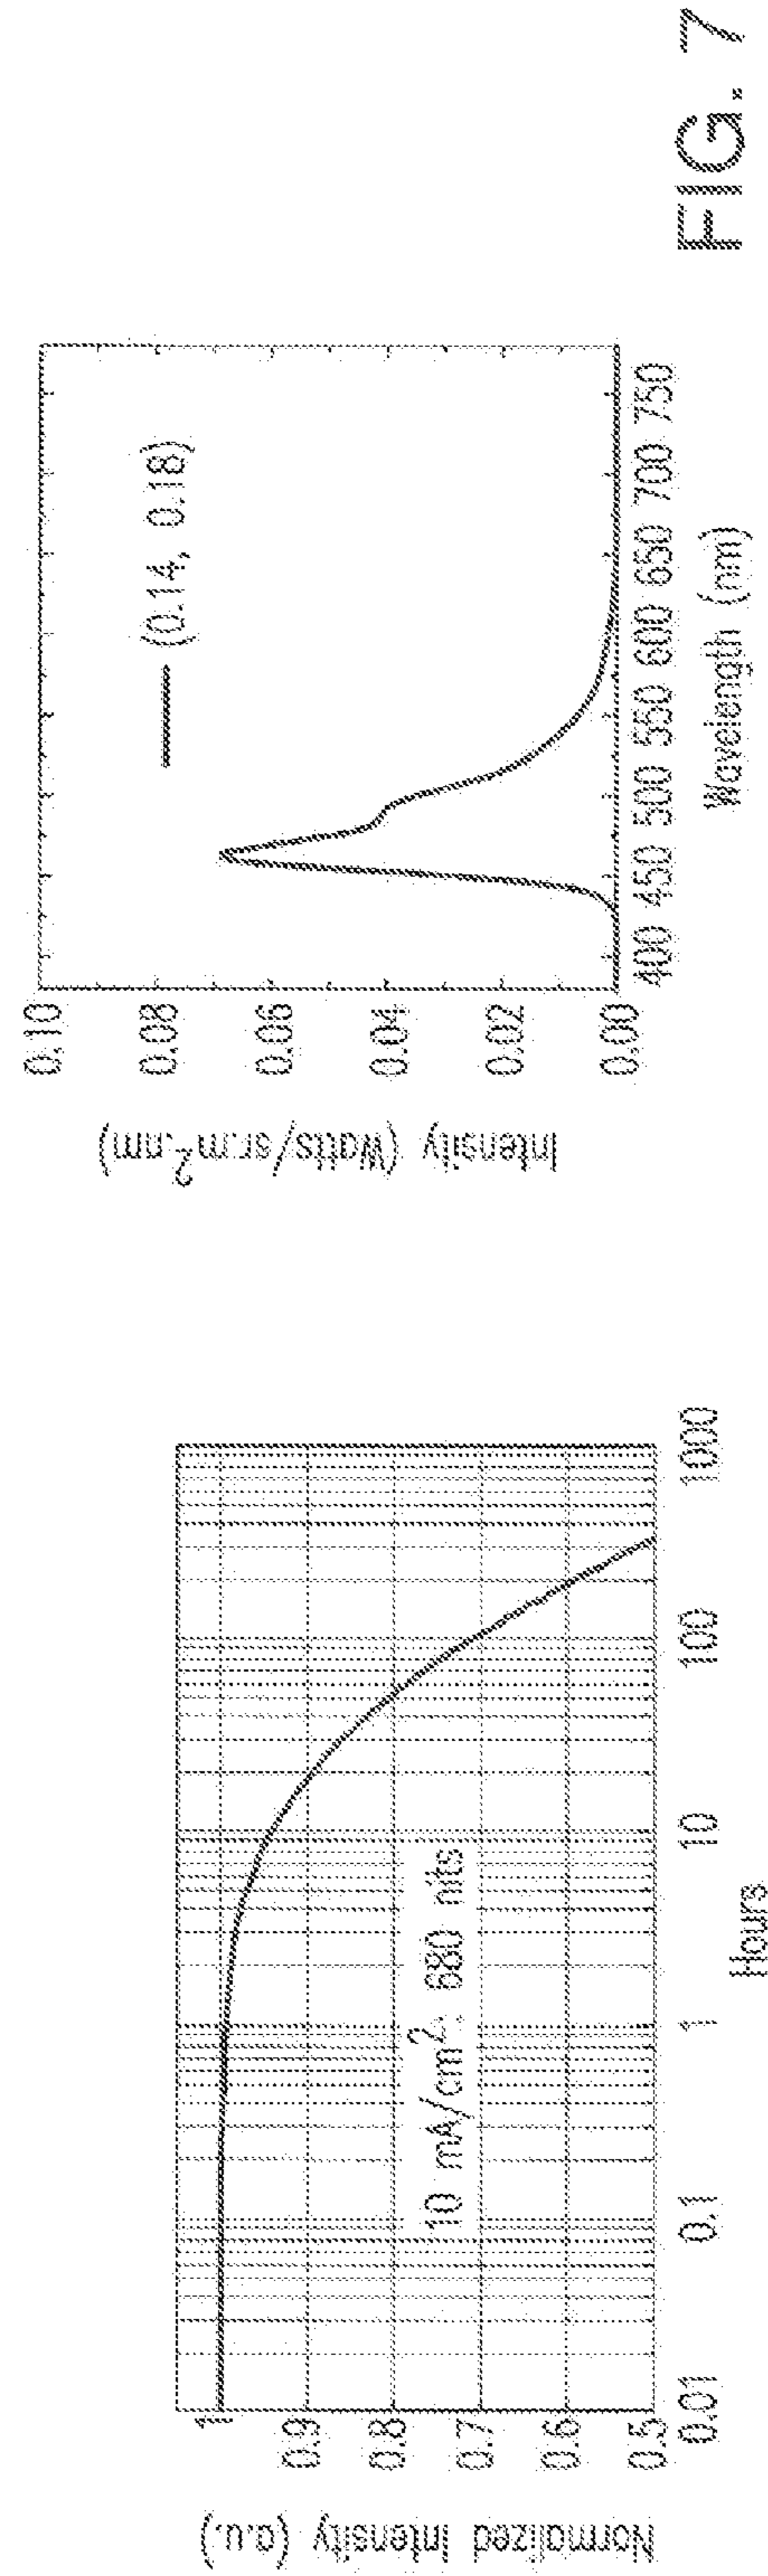 Normalized Intensity (a.u.)
1
0.9
0.8
0.7
0.6
0.5
10 mA/cm²: 680 nits
0.01
0.1
1
10
100
1000
Hours
Intensity (Watts/sr.m².nm)
0.10
0.08
0.06
0.04
0.02
0.00
(0.14, 0.18)
400 450 500 550 600 650 700 750
Wavelength (nm)
FIG. 7